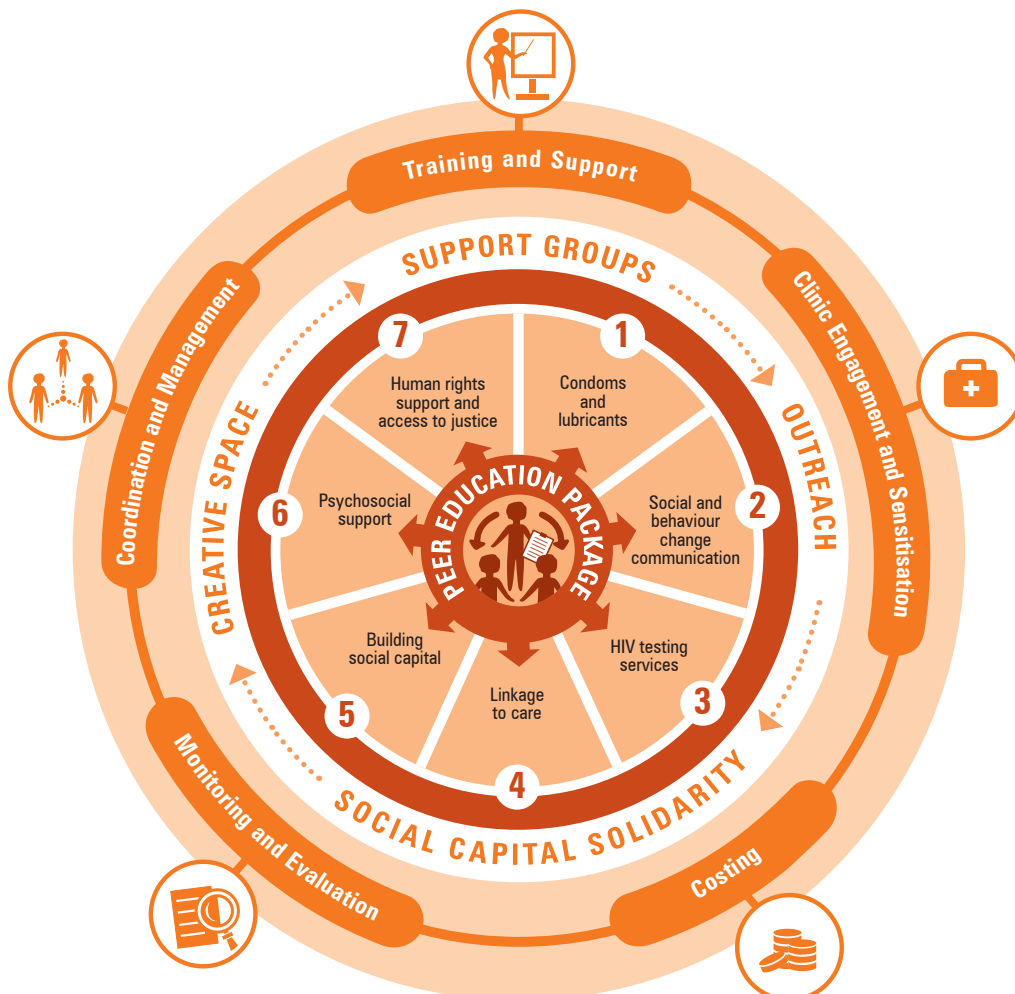 Training and Support
Clinic Engagement and Sensitisation
Costing
Monitoring and Evaluation
Coordination and Management
SUPPORT GROUPS
OUTREACH
SOCIAL CAPITAL SOLIDARITY
CREATIVE SPACE
1
Condoms
and
lubricants
2
Social and
behaviour
change
communication
3
HIV testing
services
4
Linkage
to care
5
Building
social capital
6
Psychosocial
support
7
Human rights
support and
access to justice
PEER EDUCATION PACKAGE